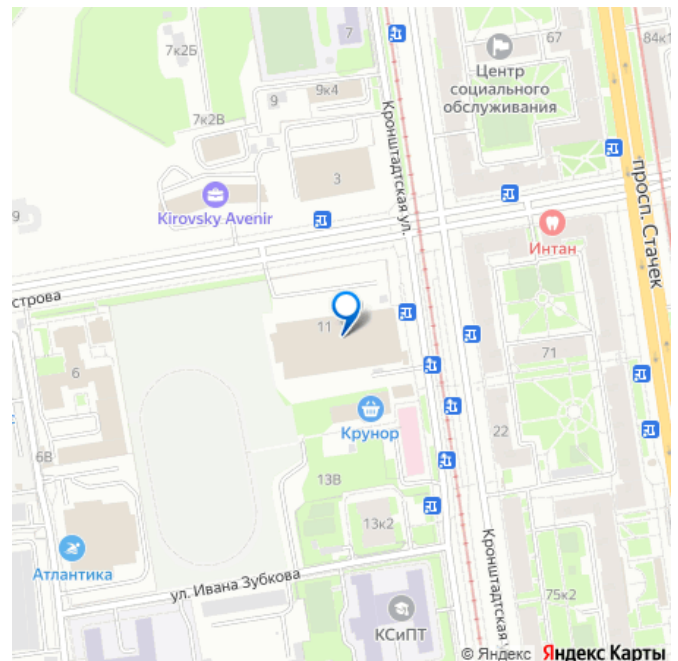 7
7к2Б
67
84к1
Центр
социального
обслуживания
9к4
9
7к2В
Кронштадтская ул.
3
просп. Стачек
Kirovsky Avenir
9
Интан
строва
11
71
6
Крунор
22
6В
13В
13к2
Атлантика
ул. Ивана Зубкова
Кронштадтская у
75к2
КСиПТ
© Яндекс Яндекс Карты